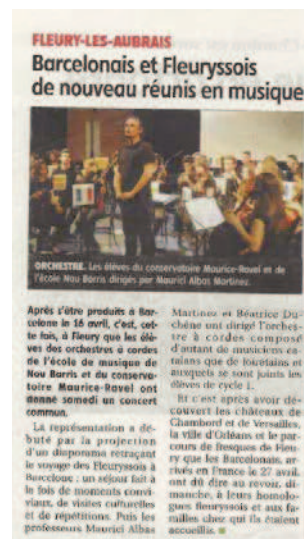 FLEURY-LES-AUBRAIS
Barcelonais et Fleuryssois
de nouveau réunis en musique
ORCHESTRE. Les élèves du conservatoire Maurice-Ravel et de
l'école Nou Barris dirigés par Maurici Albas Martinez.
Après s'être produits à Bar-
celone le 16 avril, c'est, cet-
te fois, à Fleury que les élè-
ves des orchestres à cordes
de l'école de musique de
Nou Barris et du conserva-
toire Maurice-Ravel ont
donné samedi un concert
commun.
La représentation a dé-
buté par la projection
d'un diaporama retraçant
le voyage des Fleuryssois à
Barcelone : un séjour fait à
la fois de moments convi-
viaux, de visites culturelles
et de répétitions. Puis les
professeurs Maurici Albas
Martinez et Béatrice Du-
chêne ont dirigé l'orches-
tre à cordes composé
d'autant de musiciens ca-
talans que de loirétains et
auxquels se sont joints les
élèves de cycle 1.
Et c'est après avoir dé-
couvert les châteaux de
Chambord et de Versailles,
la ville d'Orléans et le par-
cours de fresques de Fleu-
ry que les Barcelonais, ar-
rivés en France le 27 avril,
ont dû dire au revoir, di-
manche, à leurs homolo-
gues fleuryssois et aux fa-
milles chez qui ils étaient
accueillis.